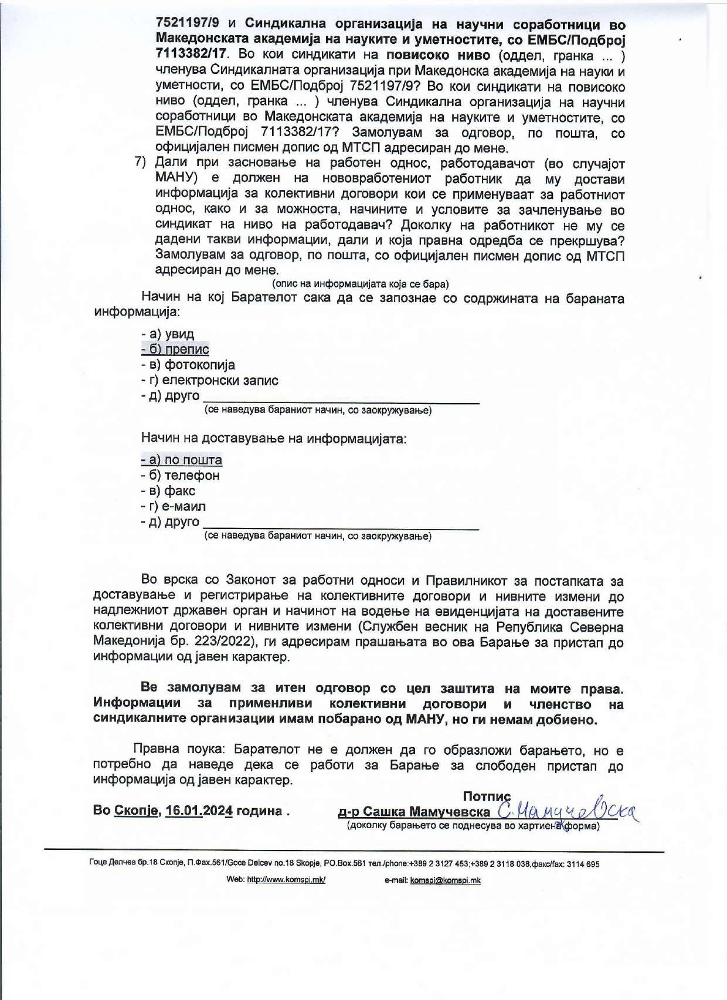 7521197/9 и Синдикална организација на научни соработници во
Македонската академија на науките и уметностите, со ЕМБС/Подброј
7113382/17. Во кои синдикати на повисоко ниво (оддел, гранка ... )
членува Синдикалната организација при Македонска академија на науки и
уметности, со ЕМБС/Подброј 7521197/9? Во кои синдикати на повисоко
ниво (оддел, гранка ... ) членува Синдикална организација на научни
соработници во Македонската академија на науките и уметностите, со
ЕМБС/Подброј 7113382/17? Замолувам за одговор, по пошта, со
официјален писмен допис од МТСП адресиран до мене.
7) Дали при засновање на работен однос, работодавачот (во случајот
МАНУ) е должен на нововработениот работник да му достави
информација за колективни договори кои се применуваат за работниот
однос, како и за можноста, начините и условите за зачленување во
синдикат на ниво на работодавач? Доколку на работникот не му се
дадени такви информации, дали и која правна одредба се прекршува?
Замолувам за одговор, по пошта, со официјален писмен допис од МТСП
адресиран до мене.
(опис на информацијата која се бара)
Начин на кој Барателот сака да се запознае со содржината на бараната
информација:
- а) увид
- б) препис
- в) фотокопија
- г) електронски запис
- д) друго
(се наведува бараниот начин, со заокружување)
Начин на доставување на информацијата:
- а) по пошта
- б) телефон
- в) факс
- г) е-маил
- д) друго
(се наведува бараниот начин, со заокружување)
Во врска со Законот за работни односи и Правилникот за постапката за
доставување и регистрирање на колективните договори и нивните измени до
надлежниот државен орган и начинот на водење на евиденцијата на доставените
колективни договори и нивните измени (Службен весник на Република Северна
Македонија бр. 223/2022), ги адресирам прашањата во ова Барање за пристап до
информации од јавен карактер.
Ве замолувам за итен одговор со цел заштита на моите права.
Информации за применливи колективни договори и членство на
синдикалните организации имам побарано од МАНУ, но ги немам добиено.
Правна поука: Барателот не е должен да го образложи барањето, но е
потребно да наведе дека се работи за Барање за слободен пристап до
информација од јавен карактер.
Потпис
Во Скопје, 16.01.2024 година . д-р Сашка Мамучевска С. Мамучевска
(доколку барањето се поднесува во хартиена форма)
Гоце Делчев бр.18 Скопје, П.Фах.561/Goce Delcev no.18 Skopje, PO.Box.561 тел./phone:+389 2 3127 453;+389 2 3118 038,факс/fax: 3114 695
Web: http://www.komspi.mk/ e-mail: komspi@komspi.mk